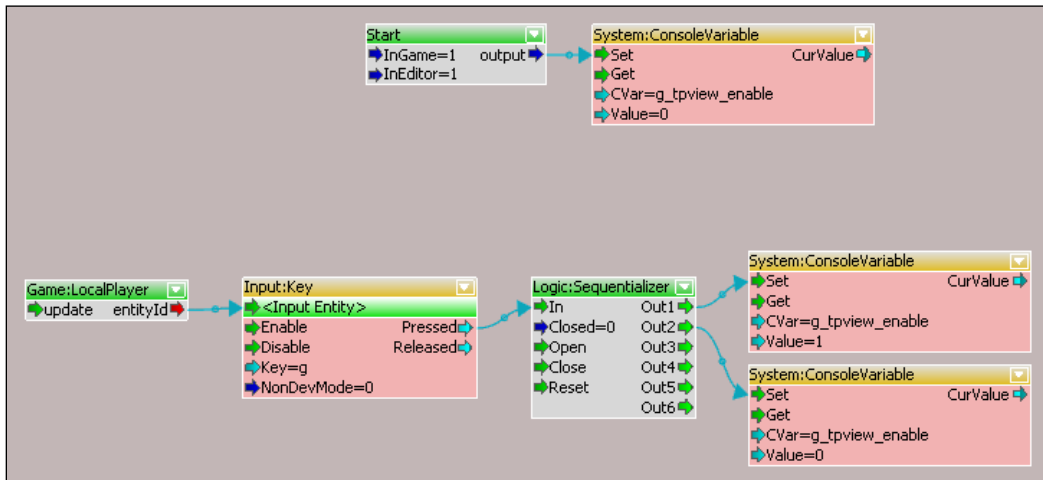 Start
InGame=1 output
InEditor=1
System:ConsoleVariable
Set CurValue
Get
CVar=g_tpview_enable
Value=0
Game:LocalPlayer
update entityId
Input:Key
<Input Entity>
Enable Pressed
Disable Released
Key=g
NonDevMode=0
Logic:Sequentializer
In Out1
Closed=0 Out2
Open Out3
Close Out4
Reset Out5
Out6
System:ConsoleVariable
Set CurValue
Get
CVar=g_tpview_enable
Value=1
System:ConsoleVariable
Set CurValue
Get
CVar=g_tpview_enable
Value=0